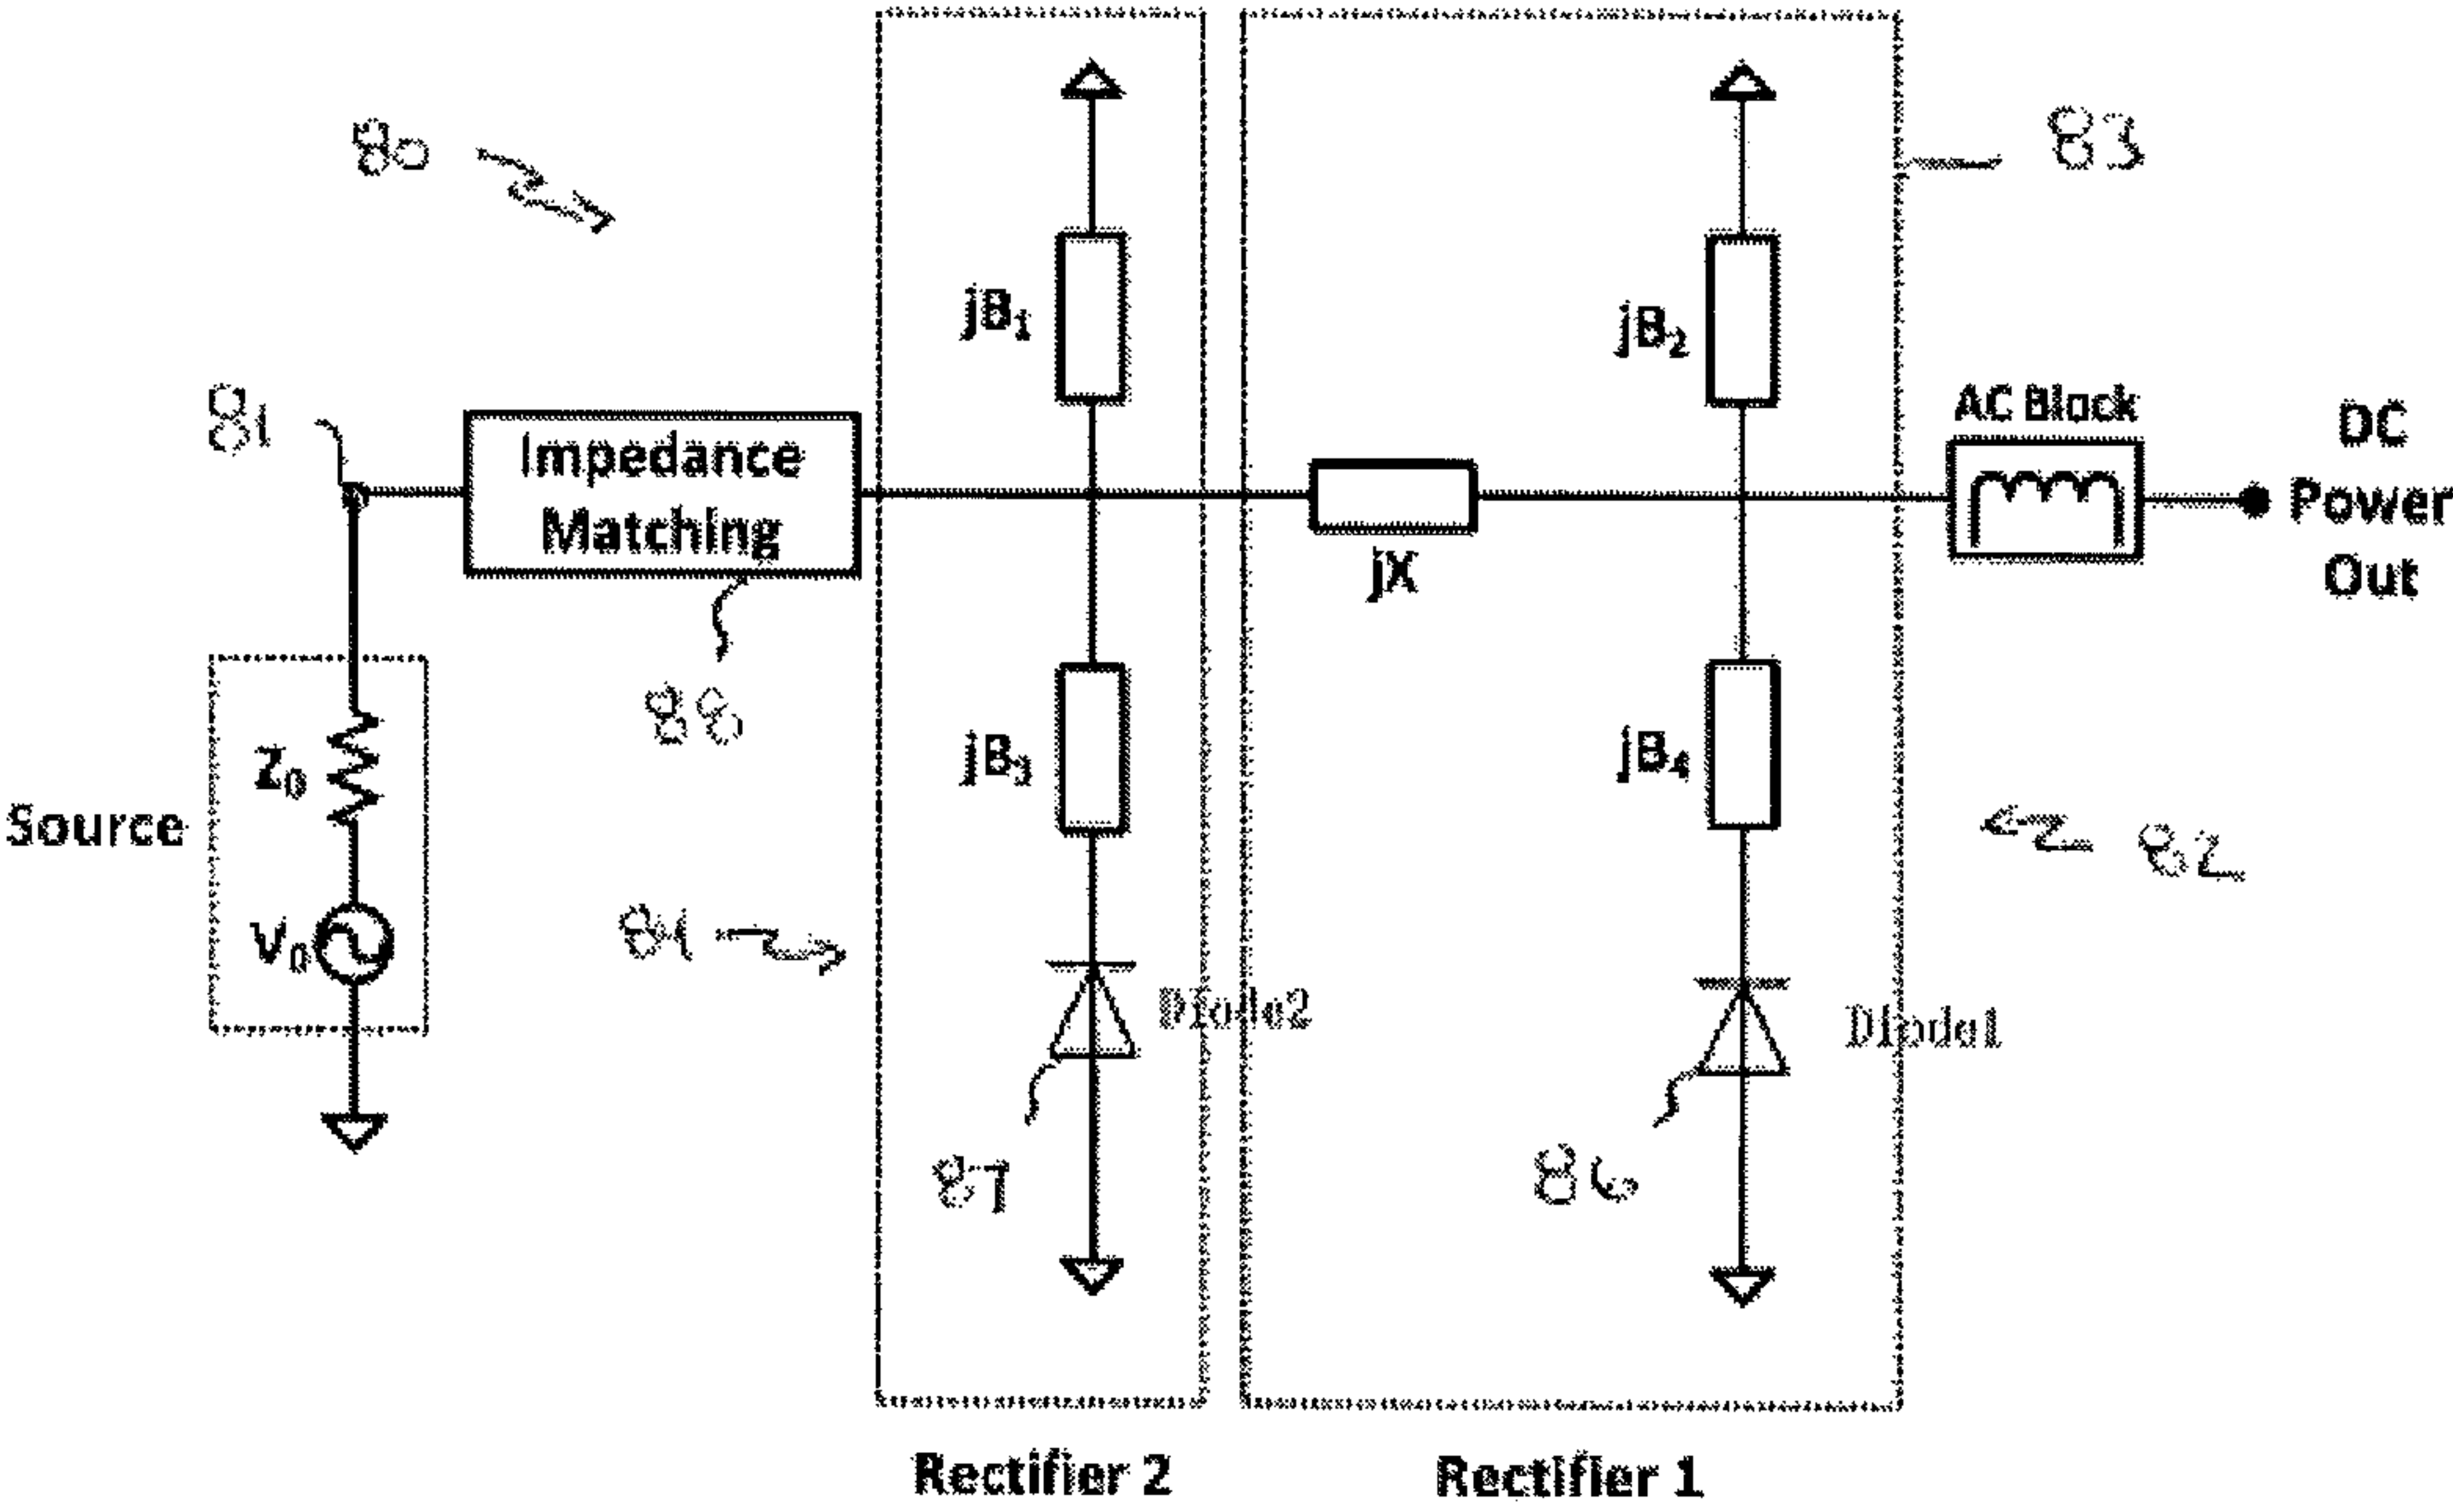 80
83
81
Impedance
Matching
jB1
jB2
AC Block
DC
Power
Out
jX
88
Z0
Source
V0
jB3
jB4
82
84
Diode2
Diode1
87
86
Rectifier 2
Rectifier 1